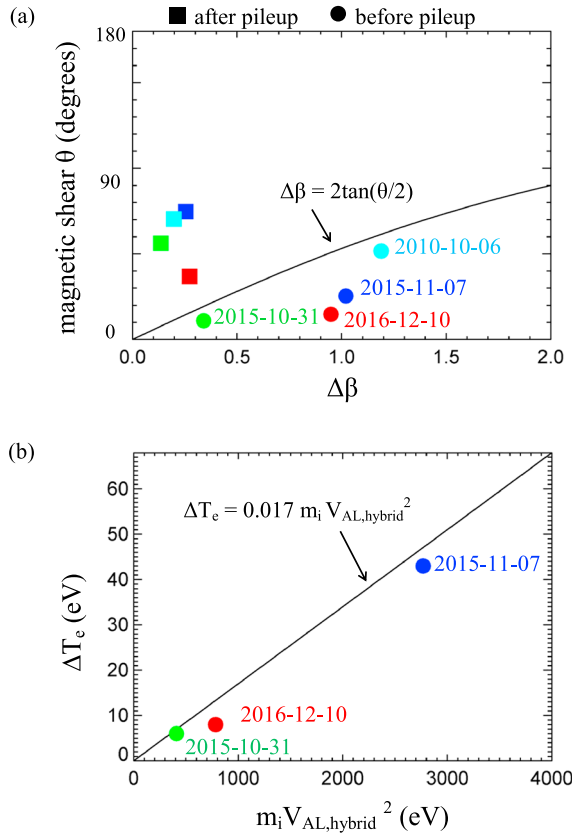 (a)
■ after pileup ● before pileup
magnetic shear θ (degrees)
180
90
0
Δβ = 2tan(θ/2)
2010-10-06
2015-11-07
2015-10-31
2016-12-10
0.0 0.5 1.0 1.5 2.0
Δβ
(b)
ΔTₑ (eV)
60
50
40
30
20
10
0
ΔTₑ = 0.017 mᵢ V_AL,hybrid²
2015-11-07
2016-12-10
2015-10-31
0 1000 2000 3000 4000
mᵢV_AL,hybrid² (eV)